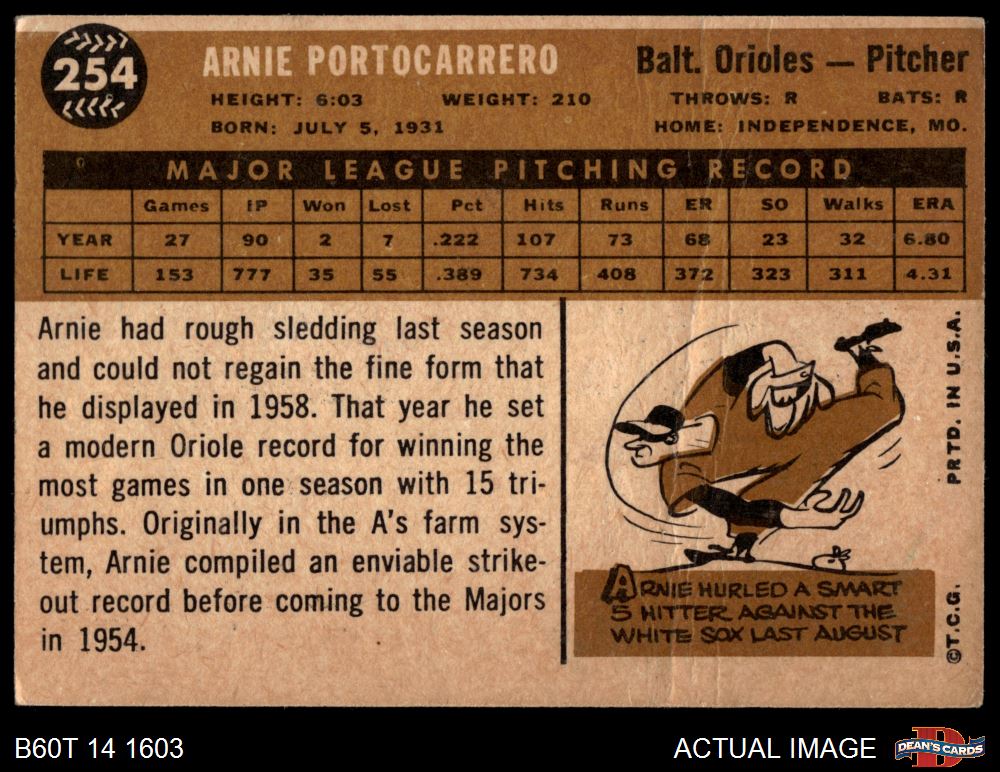 254
ARNIE PORTOCARRERO
Balt. Orioles — Pitcher
HEIGHT: 6:03 WEIGHT: 210 THROWS: R BATS: R
BORN: JULY 5, 1931 HOME: INDEPENDENCE, MO.
MAJOR LEAGUE PITCHING RECORD
Games IP Won Lost Pct Hits Runs ER SO Walks ERA
YEAR 27 90 2 7 .222 107 73 68 23 32 6.80
LIFE 153 777 35 55 .389 734 408 372 323 311 4.31
Arnie had rough sledding last season
and could not regain the fine form that
he displayed in 1958. That year he set
a modern Oriole record for winning the
most games in one season with 15 tri-
umphs. Originally in the A's farm sys-
tem, Arnie compiled an enviable strike-
out record before coming to the Majors
in 1954.
ARNIE HURLED A SMART
5 HITTER AGAINST THE
WHITE SOX LAST AUGUST
©T.C.G. PRTD. IN U.S.A.
B60T 14 1603
ACTUAL IMAGE
D
DEAN'S CARDS